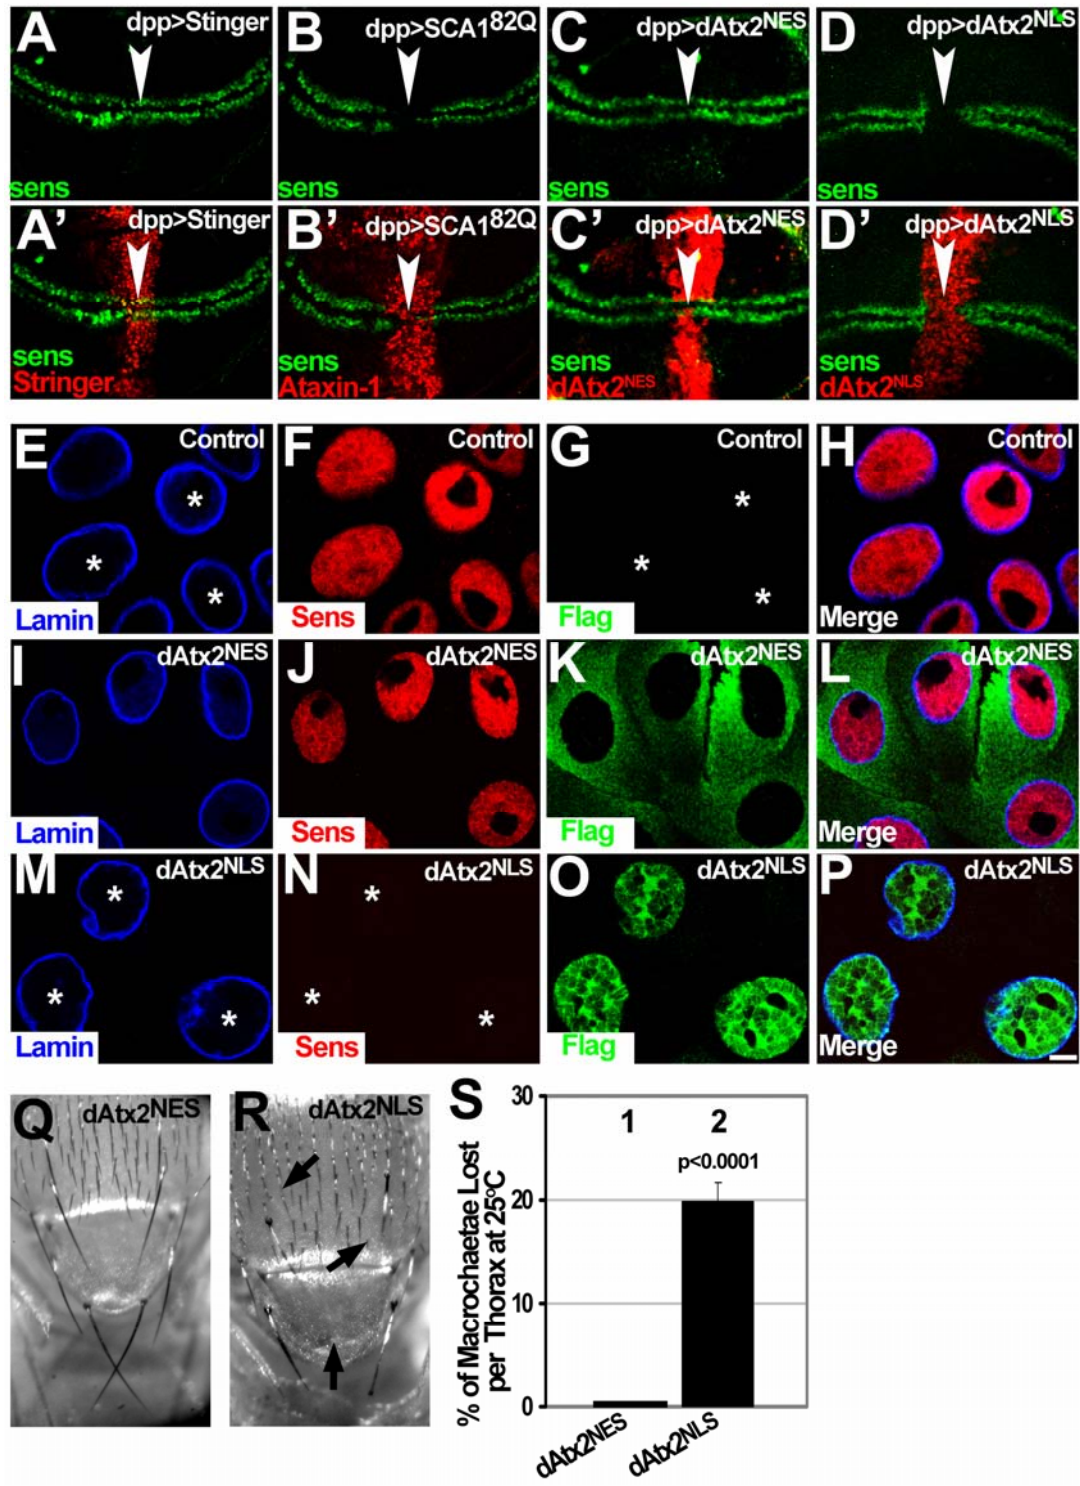 A dpp>Stinger
sens
B dpp>SCA1^82Q
sens
C dpp>dAtx2^NES
sens
D dpp>dAtx2^NLS
sens
A' dpp>Stinger
sens
Stringer
B' dpp>SCA1^82Q
sens
Ataxin-1
C' dpp>dAtx2^NES
sens
dAtx2^NES
D' dpp>dAtx2^NLS
sens
dAtx2^NLS
E Control
*
*
*
Lamin
F Control
Sens
G Control
*
*
*
Flag
H Control
Merge
I dAtx2^NES
Lamin
J dAtx2^NES
Sens
K dAtx2^NES
Flag
L dAtx2^NES
Merge
M dAtx2^NLS
*
*
*
Lamin
N dAtx2^NLS
*
*
*
Sens
O dAtx2^NLS
Flag
P dAtx2^NLS
Merge
Q dAtx2^NES
R dAtx2^NLS
S
% of Macrochaetae Lost
per Thorax at 25°C
30
20
10
0
1
2
p<0.0001
dAtx2^NES
dAtx2^NLS